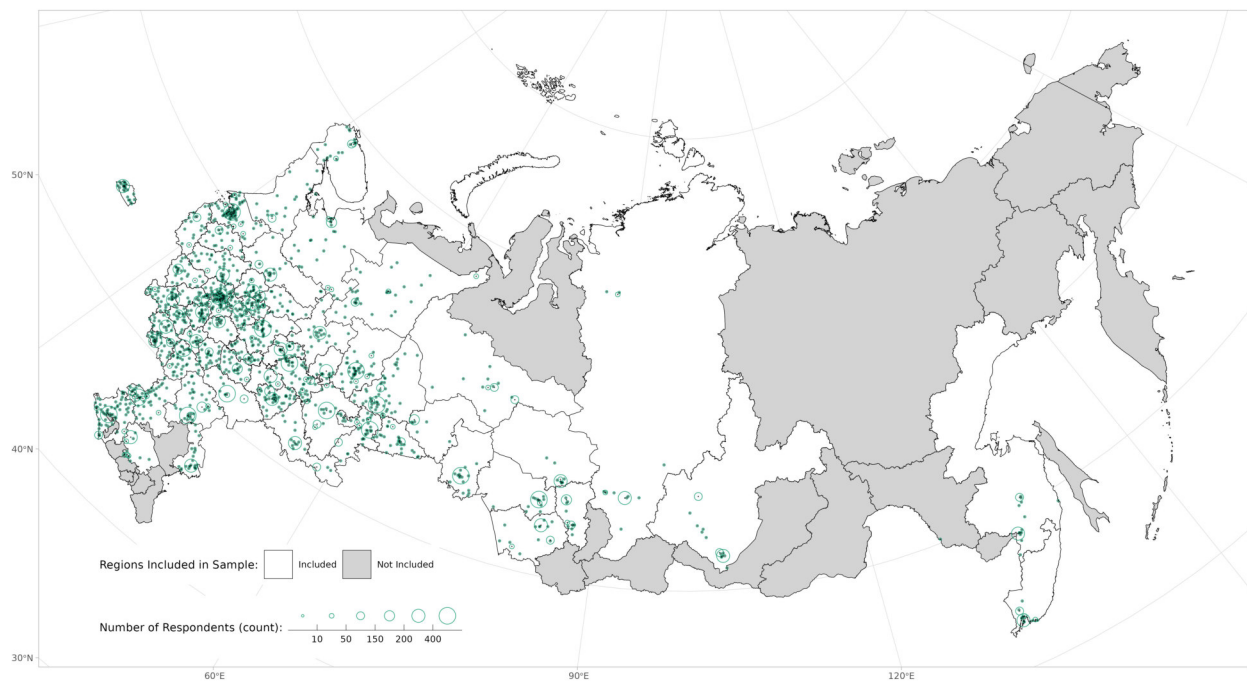 50°N
40°N
30°N
Regions Included in Sample: Included Not Included
Number of Respondents (count):
10 50 150 200 400
60°E 90°E 120°E